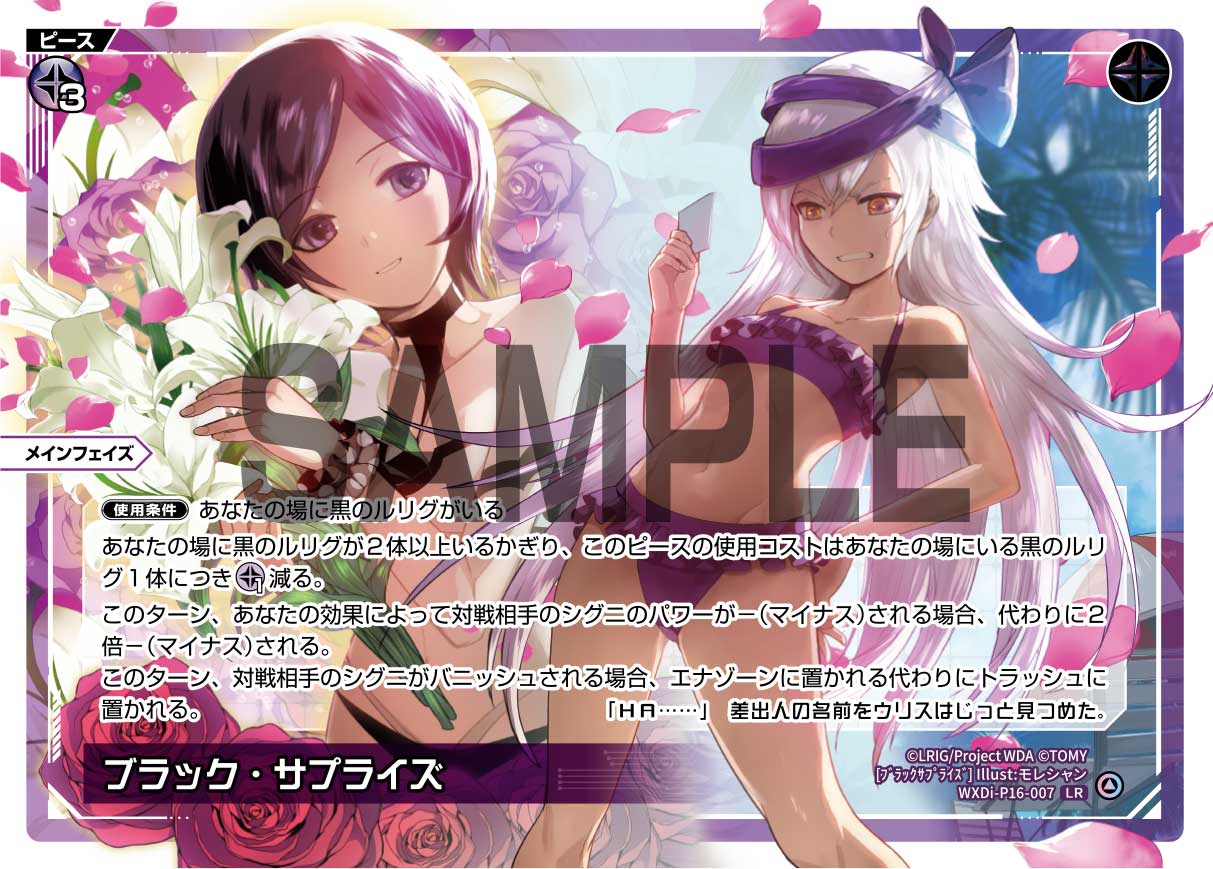 ピース
3
SAMPLE
メインフェイズ
使用条件 あなたの場に黒のルリグがいる
あなたの場に黒のルリグが2体以上いるかぎり、このピースの使用コストはあなたの場にいる黒のルリ
グ1体につき1減る。
このターン、あなたの効果によって対戦相手のシグニのパワーが－(マイナス)される場合、代わりに2
倍－(マイナス)される。
このターン、対戦相手のシグニがバニッシュされる場合、エナゾーンに置かれる代わりにトラッシュに
置かれる。 「HA……」 差出人の名前をウリスはじっと見つめた。
ブラック・サプライズ
©LRIG/Project WDA ©TOMY
[ブラックサプライズ] Illust:モレシャン
WXDi-P16-007 LR